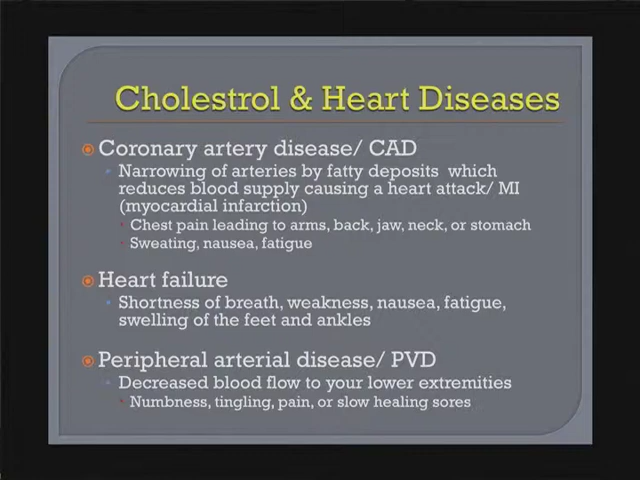 Cholestrol & Heart Diseases
Coronary artery disease/ CAD
Narrowing of arteries by fatty deposits which
reduces blood supply causing a heart attack/ MI
(myocardial infarction)
Chest pain leading to arms, back, jaw, neck, or stomach
Sweating, nausea, fatigue
Heart failure
Shortness of breath, weakness, nausea, fatigue,
swelling of the feet and ankles
Peripheral arterial disease/ PVD
Decreased blood flow to your lower extremities
Numbness, tingling, pain, or slow healing sores